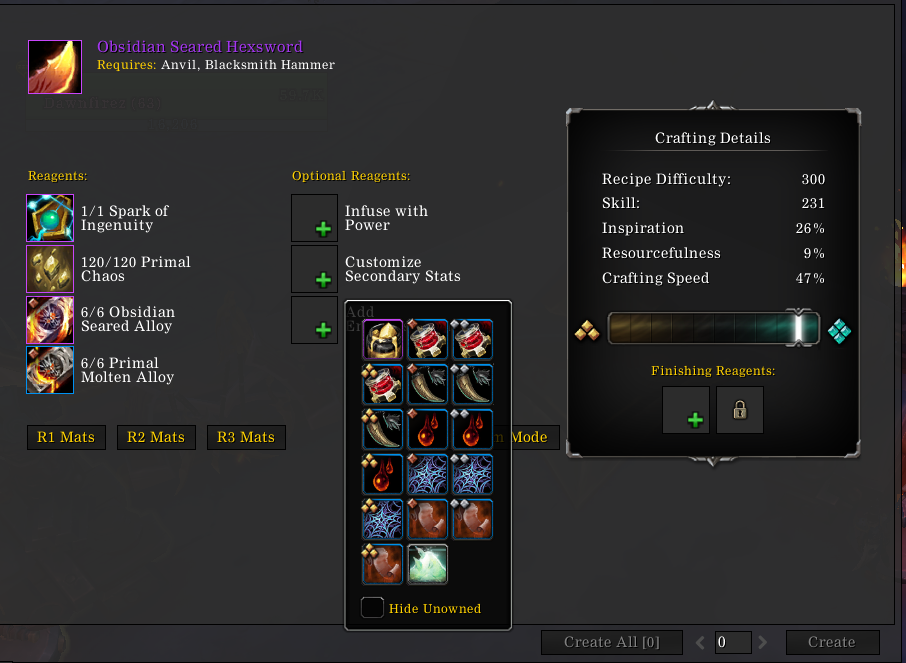 Obsidian Seared Hexsword
Requires: Anvil, Blacksmith Hammer
Reagents:
1/1 Spark of
Ingenuity
120/120 Primal
Chaos
6/6 Obsidian
Seared Alloy
6/6 Primal
Molten Alloy
R1 Mats
R2 Mats
R3 Mats
Optional Reagents:
Infuse with
Power
Customize
Secondary Stats
Add
Mode
Hide Unowned
Crafting Details
Recipe Difficulty: 300
Skill: 231
Inspiration 26%
Resourcefulness 9%
Crafting Speed 47%
Finishing Reagents:
Create All [0]
0
Create